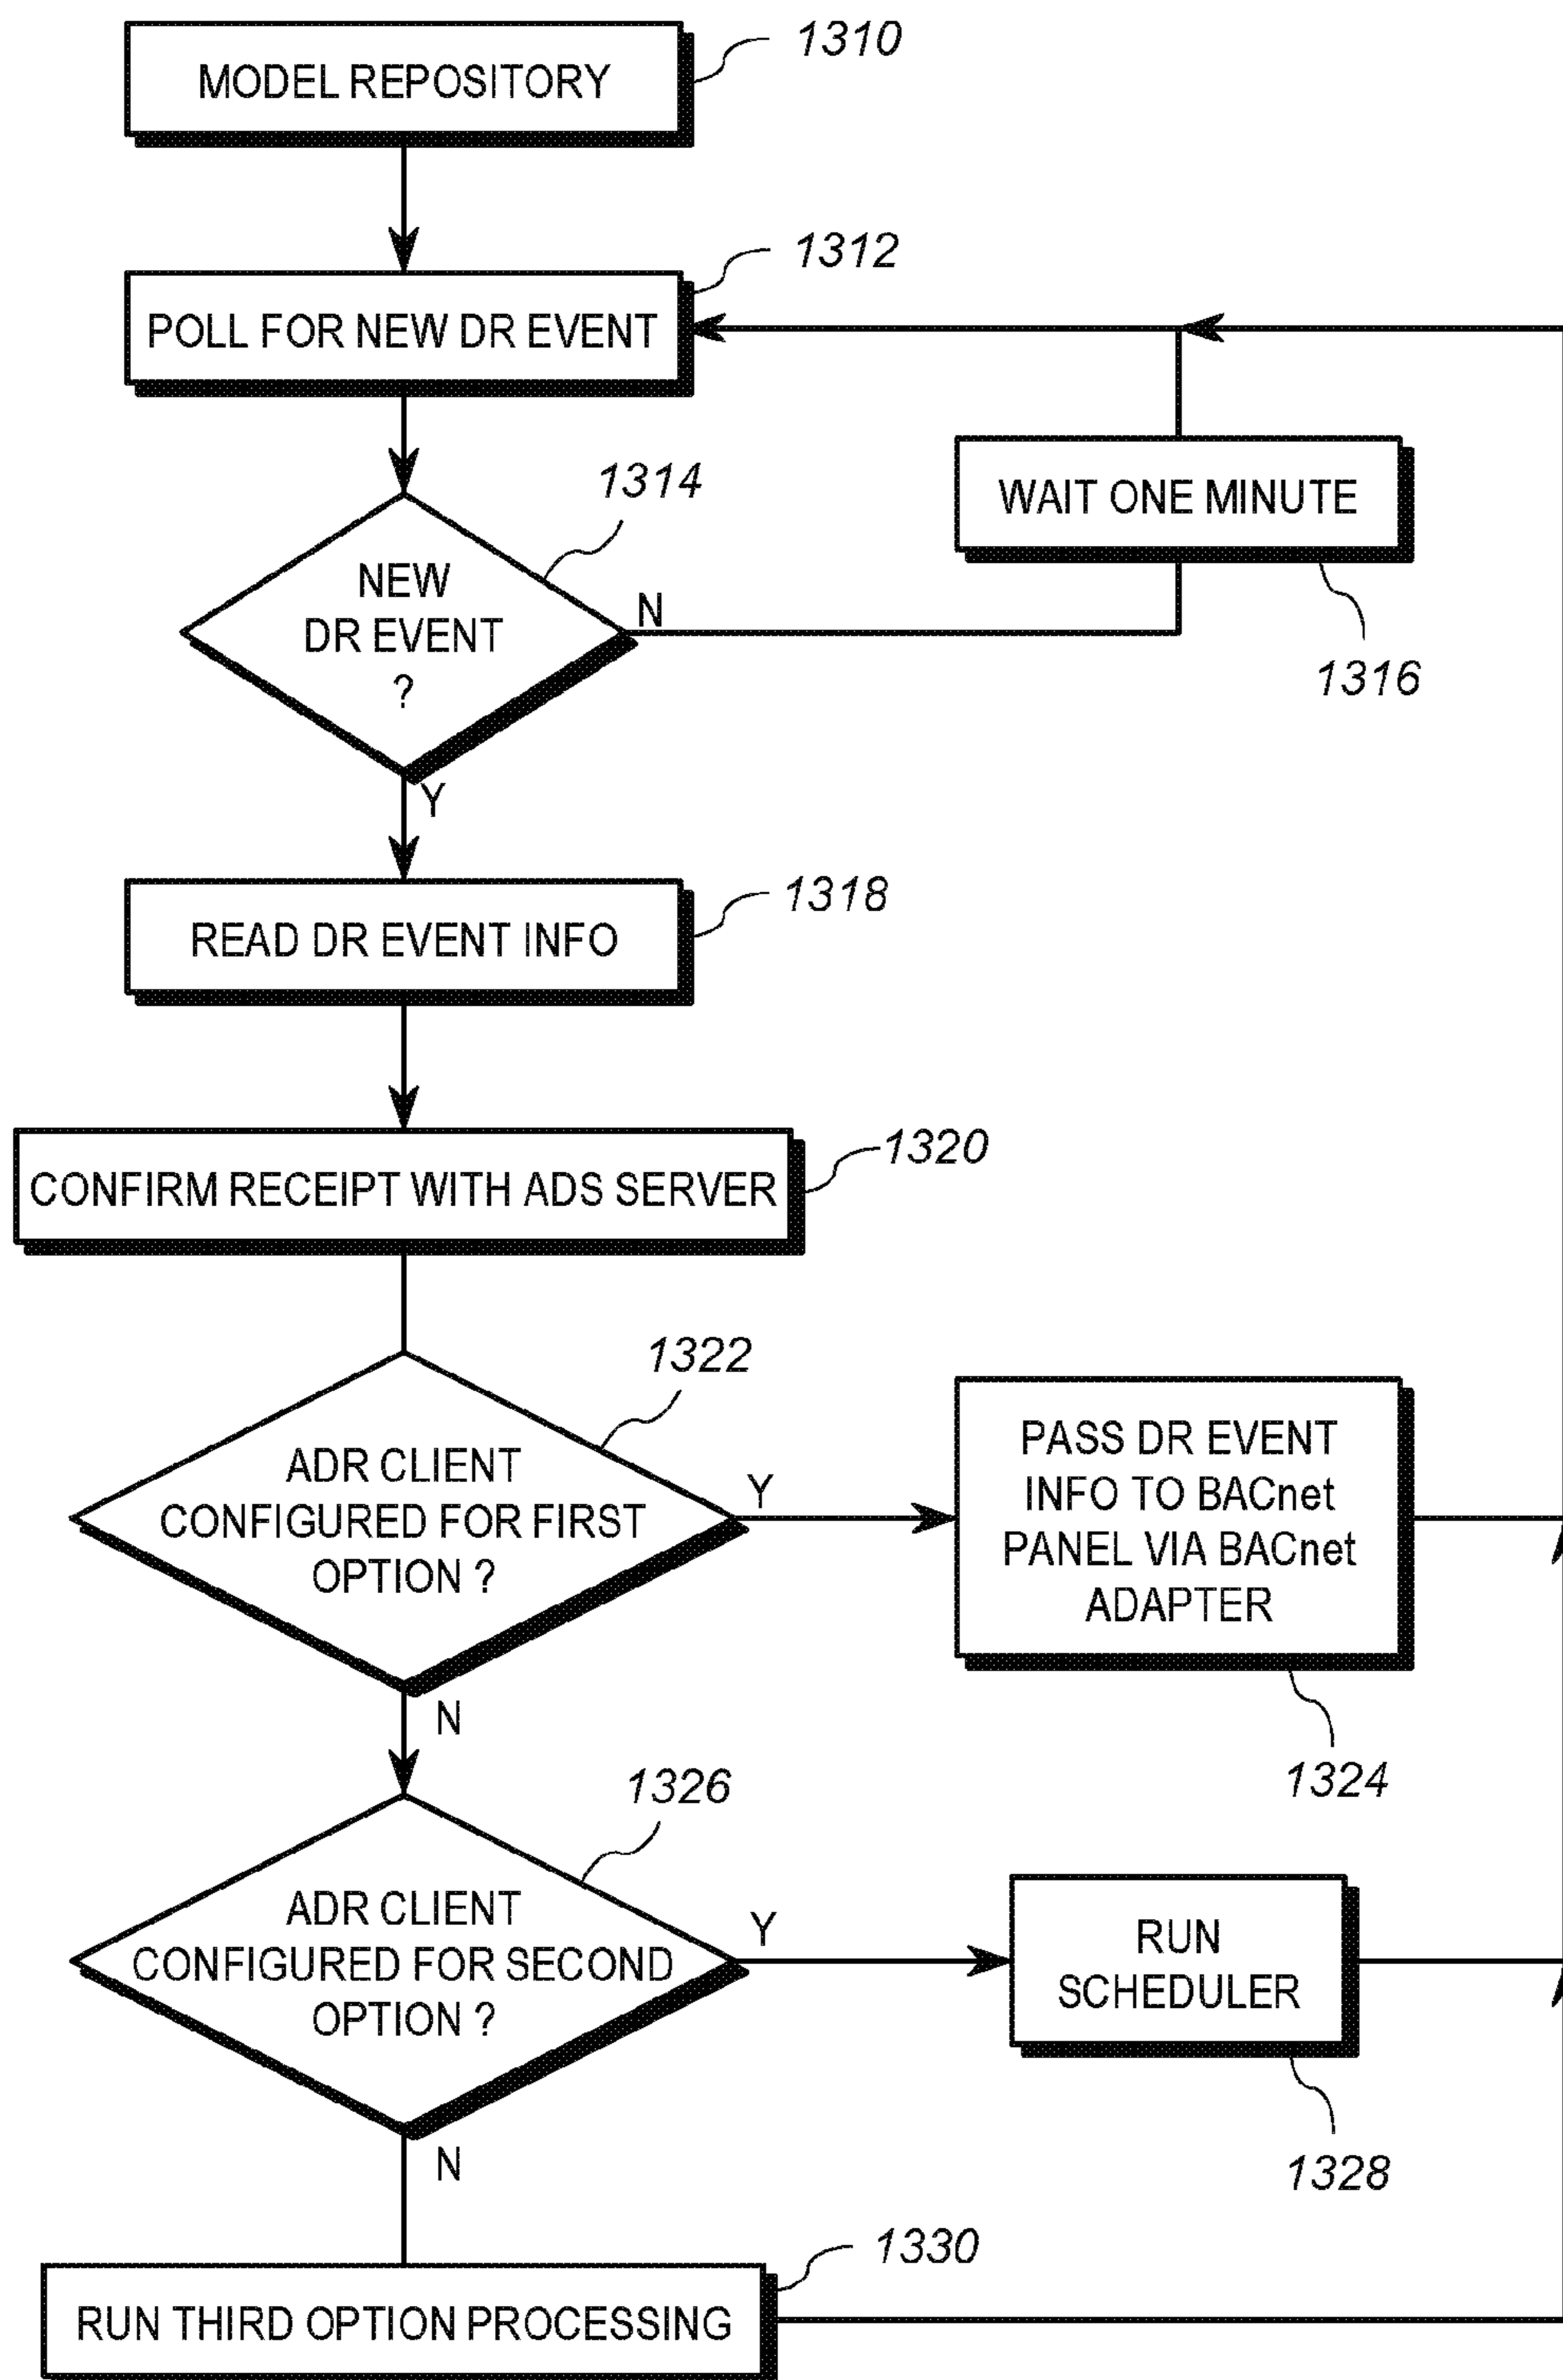 1310
MODEL REPOSITORY
1312
POLL FOR NEW DR EVENT
1314
NEW
DR EVENT
?
N
WAIT ONE MINUTE
1316
Y
1318
READ DR EVENT INFO
1320
CONFIRM RECEIPT WITH ADS SERVER
1322
ADR CLIENT
CONFIGURED FOR FIRST
OPTION ?
Y
PASS DR EVENT
INFO TO BACnet
PANEL VIA BACnet
ADAPTER
1324
N
1326
ADR CLIENT
CONFIGURED FOR SECOND
OPTION ?
Y
RUN
SCHEDULER
1328
N
1330
RUN THIRD OPTION PROCESSING